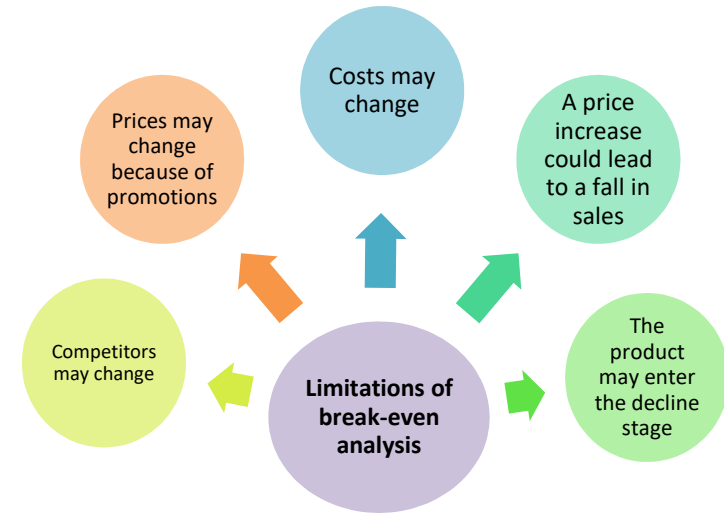 Costs may
change
Prices may
change
because of
promotions
A price
increase
could lead
to a fall in
sales
Competitors
may change
Limitations of
break-even
analysis
The
product
may enter
the decline
stage